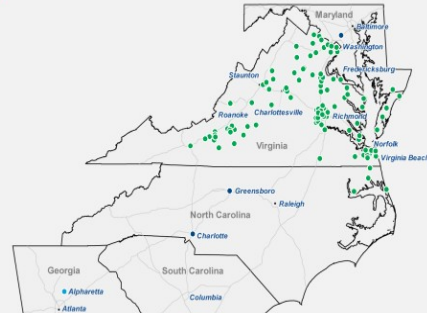 Maryland
Baltimore
Washington
Staunton
Fredericksburg
Roanoke
Charlottesville
Richmond
Virginia
Norfolk
Virginia Beach
Greensboro
North Carolina
Raleigh
Charlotte
Georgia
South Carolina
Alpharetta
Columbia
Atlanta